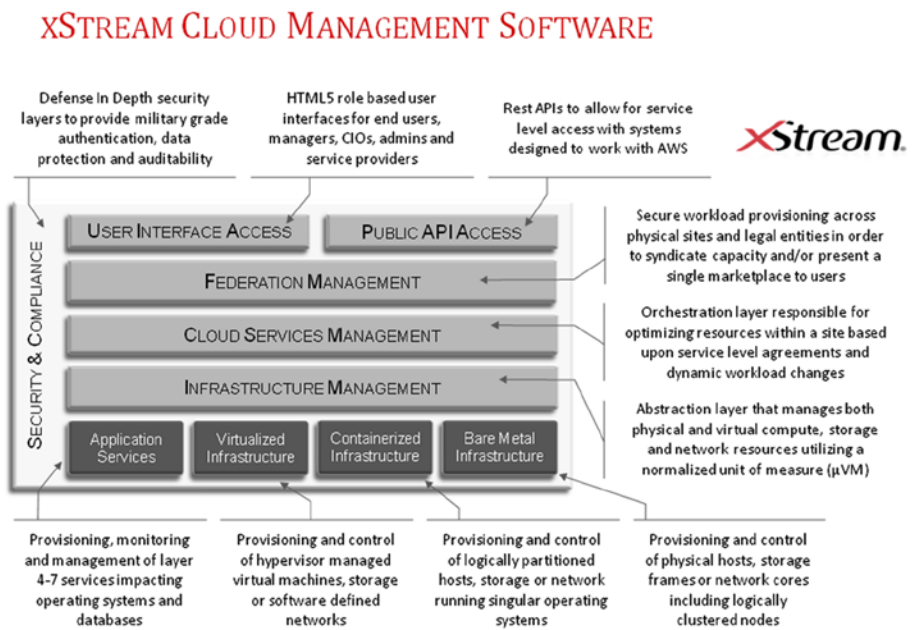 XSTREAM CLOUD MANAGEMENT SOFTWARE
Defense In Depth security
layers to provide military grade
authentication, data
protection and auditability
HTML5 role based user
interfaces for end users,
managers, CIOs, admins and
service providers
Rest APIs to allow for service
level access with systems
designed to work with AWS
xStream.
SECURITY & COMPLIANCE
USER INTERFACE ACCESS
PUBLIC API ACCESS
FEDERATION MANAGEMENT
CLOUD SERVICES MANAGEMENT
INFRASTRUCTURE MANAGEMENT
Application
Services
Virtualized
Infrastructure
Containerized
Infrastructure
Bare Metal
Infrastructure
Secure workload provisioning across
physical sites and legal entities in order
to syndicate capacity and/or present a
single marketplace to users
Orchestration layer responsible for
optimizing resources within a site based
upon service level agreements and
dynamic workload changes
Abstraction layer that manages both
physical and virtual compute, storage
and network resources utilizing a
normalized unit of measure (µVM)
Provisioning, monitoring
and management of layer
4-7 services impacting
operating systems and
databases
Provisioning and control
of hypervisor managed
virtual machines, storage
or software defined
networks
Provisioning and control
of logically partitioned
hosts, storage or network
running singular operating
systems
Provisioning and control
of physical hosts, storage
frames or network cores
including logically
clustered nodes